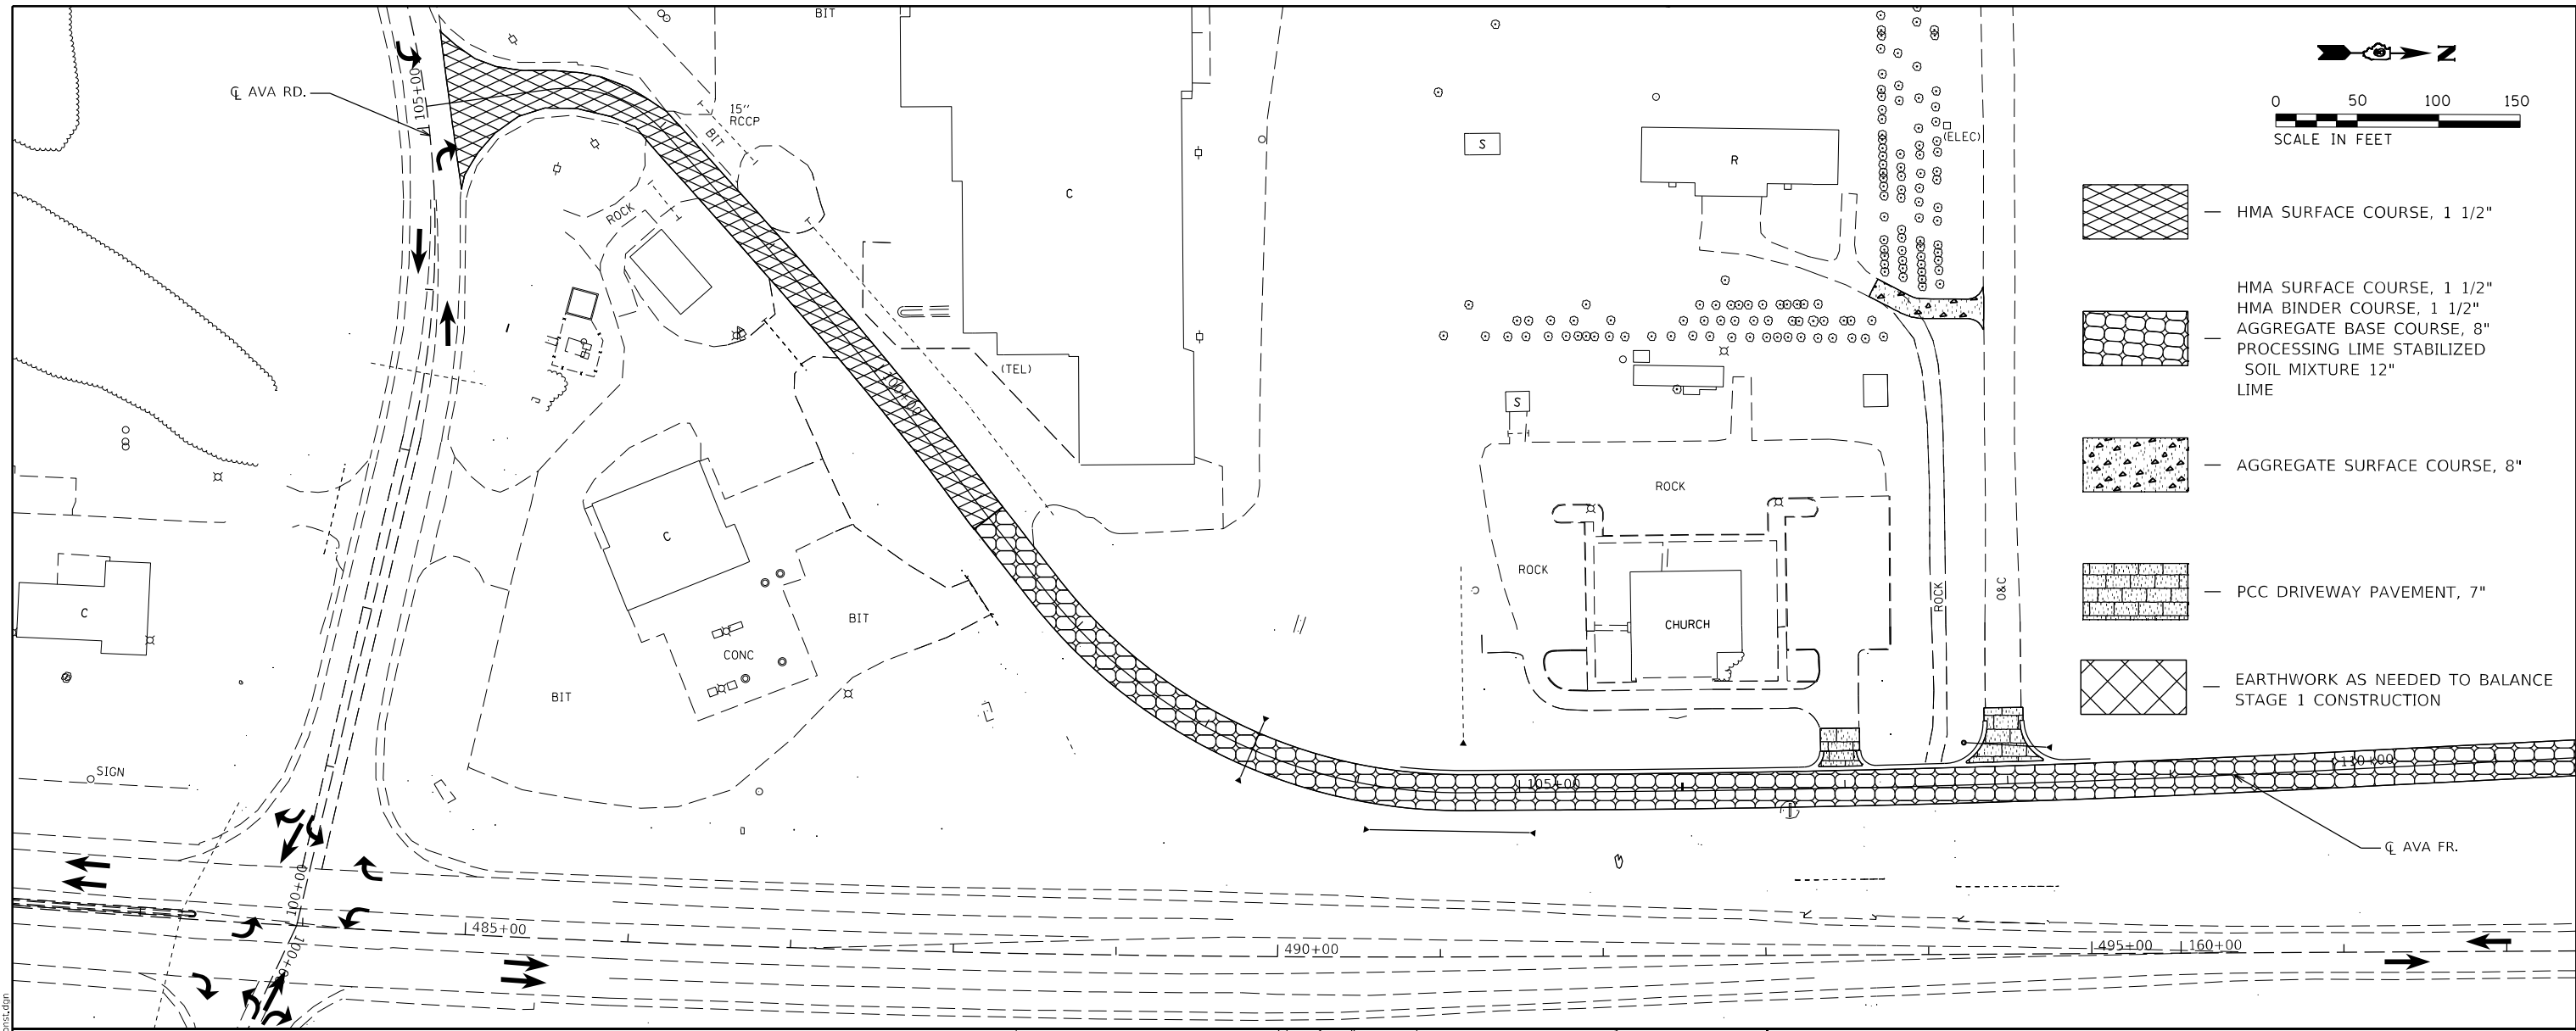 BIT
N
0 50 100 150
SCALE IN FEET
℄ AVA RD.
105+00
15"
RCCP
BIT
(ELEC)
S
R
C
ROCK
HMA SURFACE COURSE, 1 1/2"
HMA SURFACE COURSE, 1 1/2"
HMA BINDER COURSE, 1 1/2"
AGGREGATE BASE COURSE, 8"
PROCESSING LIME STABILIZED
SOIL MIXTURE 12"
LIME
(TEL)
100+00
S
AGGREGATE SURFACE COURSE, 8"
ROCK
C
ROCK
ROCK
O&C
PCC DRIVEWAY PAVEMENT, 7"
C
BIT
CHURCH
CONC
BIT
EARTHWORK AS NEEDED TO BALANCE
STAGE 1 CONSTRUCTION
SIGN
105+00
110+00
℄ AVA FR.
100+00
485+00
490+00
495+00
160+00
onst.dgn